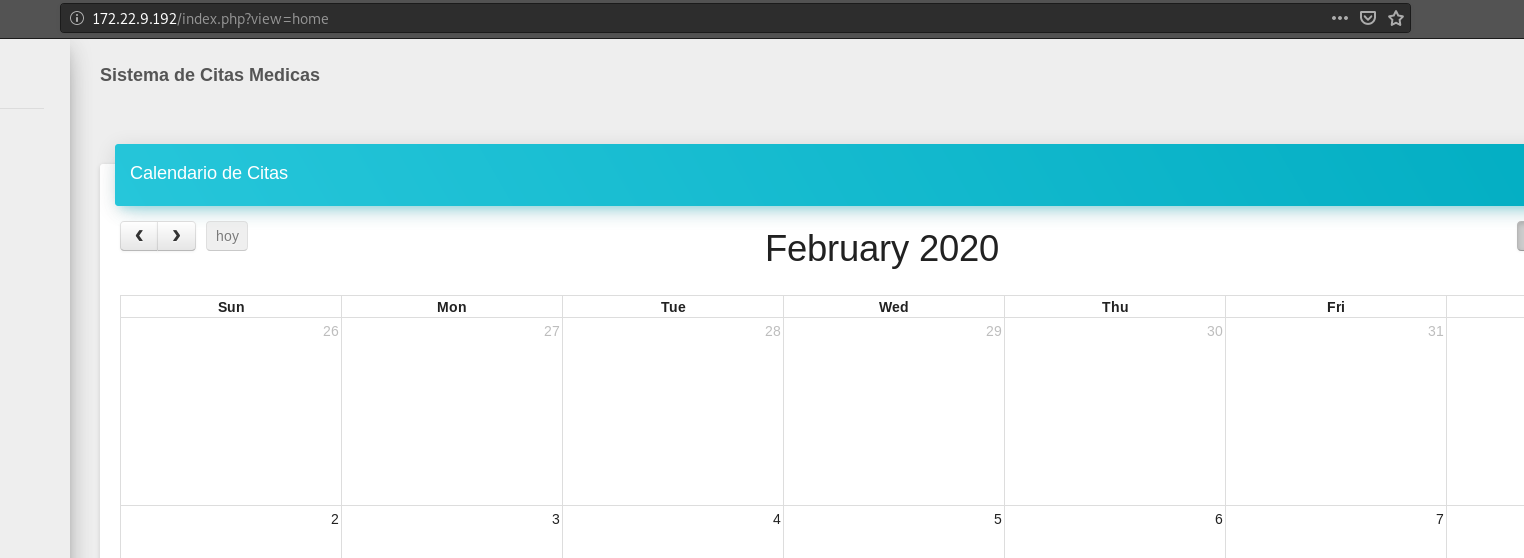 172.22.9.192/index.php?view=home
Sistema de Citas Medicas
Calendario de Citas
hoy
February 2020
Sun Mon Tue Wed Thu Fri
26 27 28 29 30 31
2 3 4 5 6 7